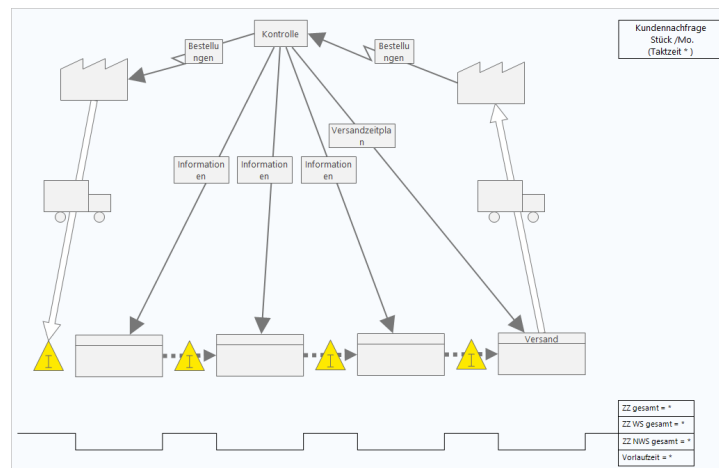 Kontrolle
Bestellu
ngen
Bestellu
ngen
Kundennachfrage
Stück /Mo.
(Taktzeit * )
Versandzeitpla
n
Information
en
Information
en
Information
en
I
I
I
I
Versand
ZZ gesamt = *
ZZ WS gesamt = *
ZZ NWS gesamt = *
Vorlaufzeit = *